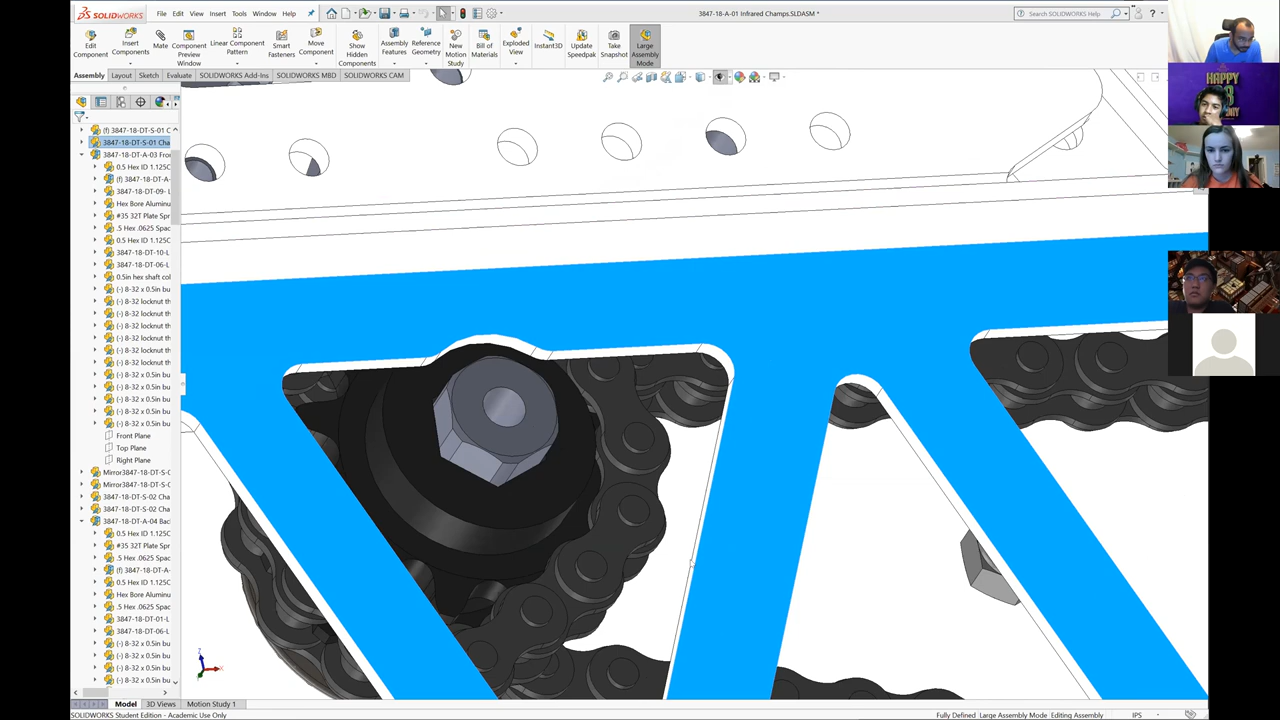 SOLIDWORKS File Edit View Insert Tools Window Help 3847-18-A-01 Infrared Champs.SLDASM * Search SOLIDWORKS Help
Edit Component
Insert Components
Mate
Component Preview Window
Linear Component Pattern
Smart Fasteners
Move Component
Show Hidden Components
Assembly Features
Reference Geometry
New Motion Study
Bill of Materials
Exploded View
Instant3D
Update Speedpak
Take Snapshot
Large Assembly Mode
Assembly Layout Sketch Evaluate SOLIDWORKS Add-Ins SOLIDWORKS MBD SOLIDWORKS CAM
(f) 3847-18-DT-S-01 C
3847-18-DT-S-01 Cha
3847-18-DT-A-03 Fro
0.5 Hex ID 1.125C
(f) 3847-18-DT-A-
3847-18-DT-09- L
Hex Bore Aluminu
#35 32T Plate Spr
.5 Hex .0625 Spac
0.5 Hex ID 1.125C
3847-18-DT-10-L
3847-18-DT-06-L
0.5in hex shaft col
(-) 8-32 x 0.5in bu
(-) 8-32 locknut th
(-) 8-32 locknut th
(-) 8-32 locknut th
(-) 8-32 locknut th
(-) 8-32 locknut th
(-) 8-32 locknut th
(-) 8-32 x 0.5in bu
(-) 8-32 x 0.5in bu
(-) 8-32 x 0.5in bu
(-) 8-32 x 0.5in bu
(-) 8-32 x 0.5in bu
Front Plane
Top Plane
Right Plane
Mirror3847-18-DT-S-0
Mirror3847-18-DT-S-0
3847-18-DT-S-02 Cha
3847-18-DT-S-02 Cha
3847-18-DT-A-04 Bac
0.5 Hex ID 1.125C
#35 32T Plate Spr
.5 Hex .0625 Spac
(f) 3847-18-DT-A-
0.5 Hex ID 1.125C
Hex Bore Aluminu
.5 Hex .0625 Spac
3847-18-DT-01-L
3847-18-DT-06-L
(-) 8-32 x 0.5in bu
(-) 8-32 x 0.5in bu
(-) 8-32 x 0.5in bu
(-) 8-32 x 0.5in bu
HAPPY
Z
X
Model 3D Views Motion Study 1
SOLIDWORKS Student Edition - Academic Use Only Fully Defined Large Assembly Mode Editing Assembly IPS